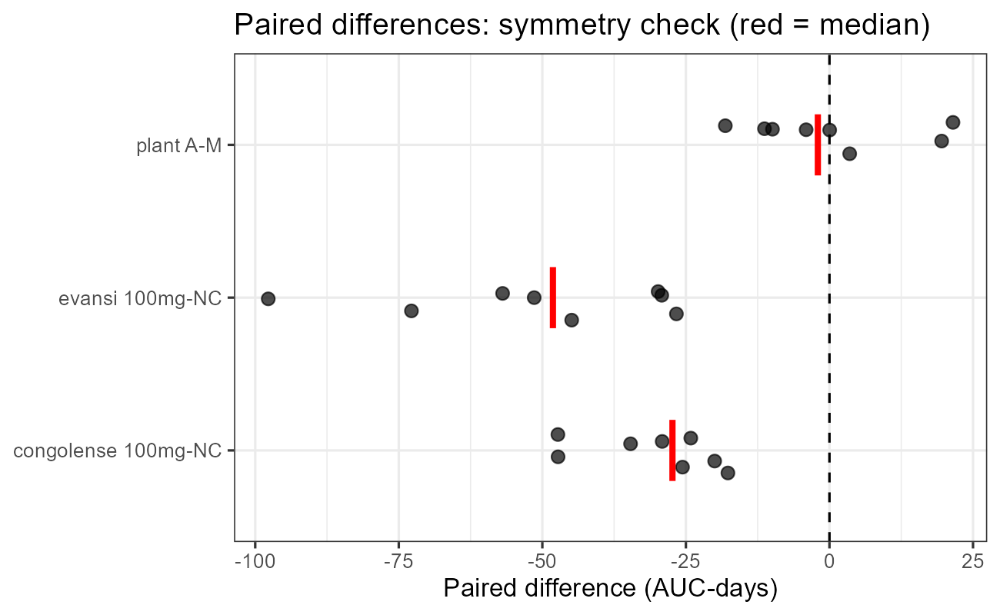 Paired differences: symmetry check (red = median)
plant A-M
evansi 100mg-NC
congolense 100mg-NC
-100 -75 -50 -25 0 25
Paired difference (AUC-days)